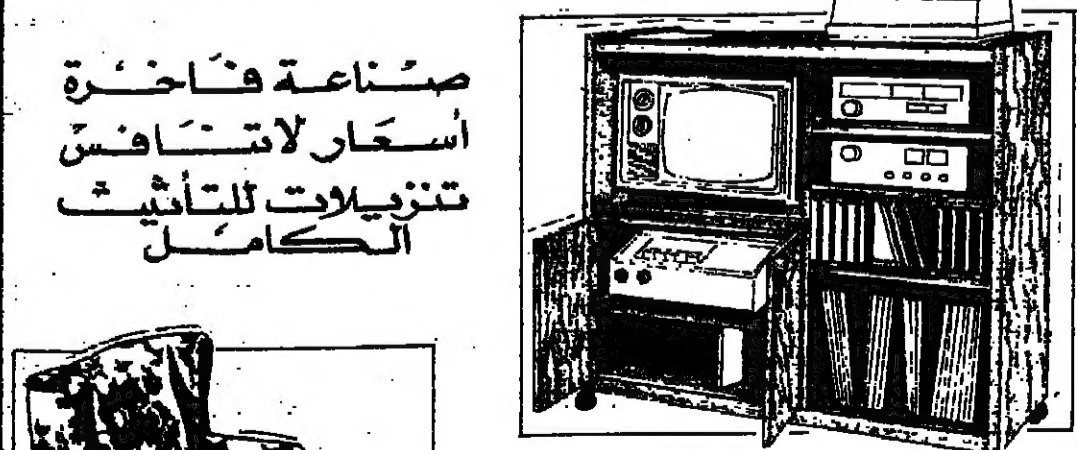 صناعة فاخرة
أسعار لاتنافس
تنزيلات للتأثيث
الكامل